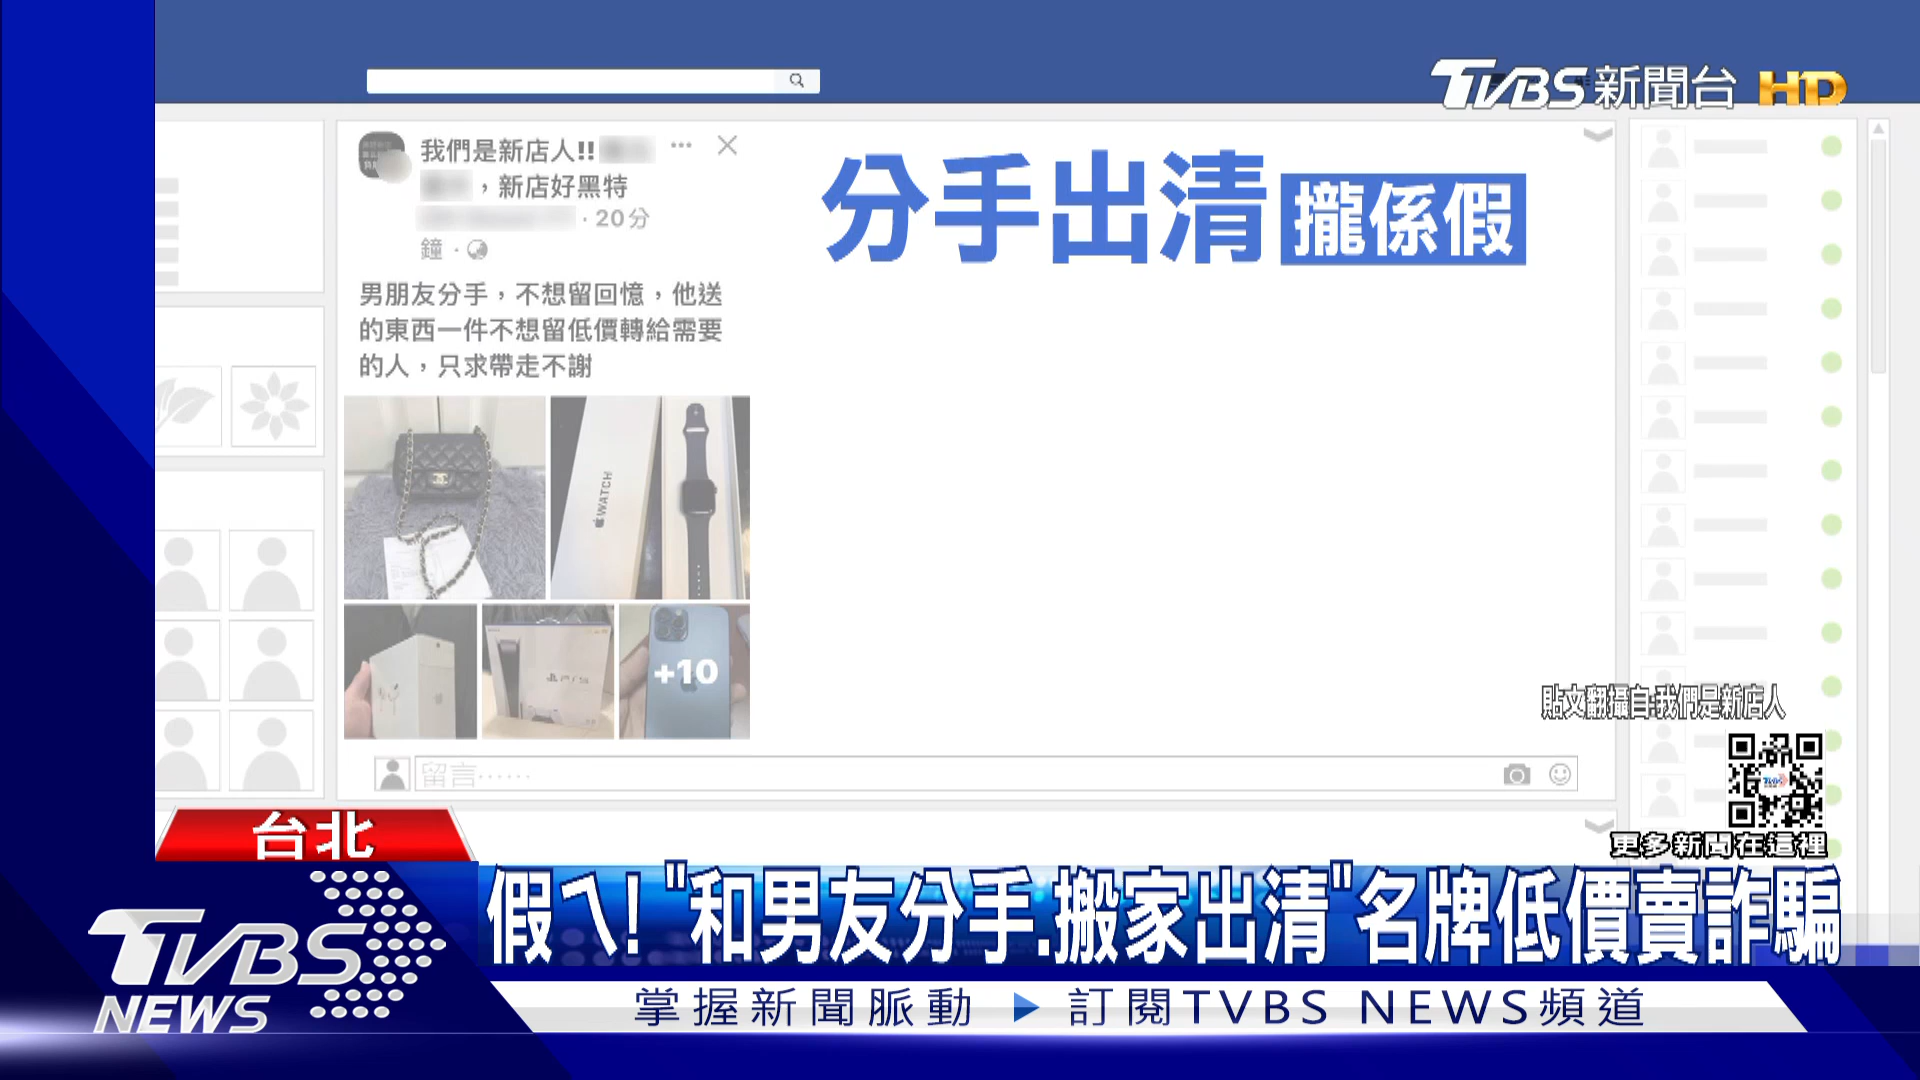 TVBS新聞台 HD
我們是新店人!!
，新店好黑特
· 20分
鐘 ·
男朋友分手，不想留回憶，他送
的東西一件不想留低價轉給需要
的人，只求帶走不謝
分手出清 攏係假
WATCH
PS5
+10
留言⋯⋯
貼文翻攝自:我們是新店人
更多新聞在這裡
台北
假ㄟ! "和男友分手.搬家出清"名牌低價賣詐騙
TVBS
NEWS
掌握新聞脈動 ▶ 訂閱TVBS NEWS頻道